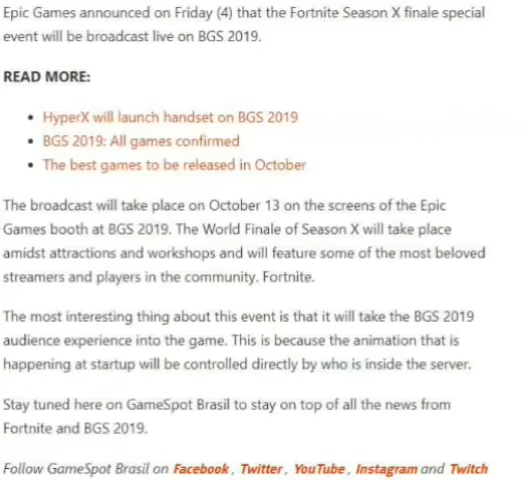 Epic Games announced on Friday (4) that the Fortnite Season X finale special
event will be broadcast live on BGS 2019.
READ MORE:
• HyperX will launch handset on BGS 2019
• BGS 2019: All games confirmed
• The best games to be released in October
The broadcast will take place on October 13 on the screens of the Epic
Games booth at BGS 2019. The World Finale of Season X will take place
amidst attractions and workshops and will feature some of the most beloved
streamers and players in the community. Fortnite.
The most interesting thing about this event is that it will take the BGS 2019
audience experience into the game. This is because the animation that is
happening at startup will be controlled directly by who is inside the server.
Stay tuned here on GameSpot Brasil to stay on top of all the news from
Fortnite and BGS 2019.
Follow GameSpot Brasil on Facebook, Twitter, YouTube, Instagram and Twitch